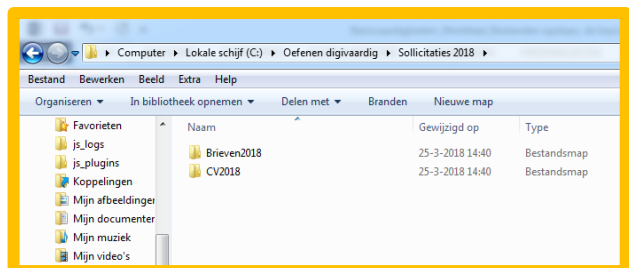 Computer ▸ Lokale schijf (C:) ▸ Oefenen digivaardig ▸ Sollicitaties 2018 ▸
Bestand Bewerken Beeld Extra Help
Organiseren ▾ In bibliotheek opnemen ▾ Delen met ▾ Branden Nieuwe map
Favorieten
js_logs
js_plugins
Koppelingen
Mijn afbeeldingen
Mijn documenten
Mijn muziek
Mijn video's
Naam Gewijzigd op Type
Brieven2018 25-3-2018 14:40 Bestandsmap
CV2018 25-3-2018 14:40 Bestandsmap